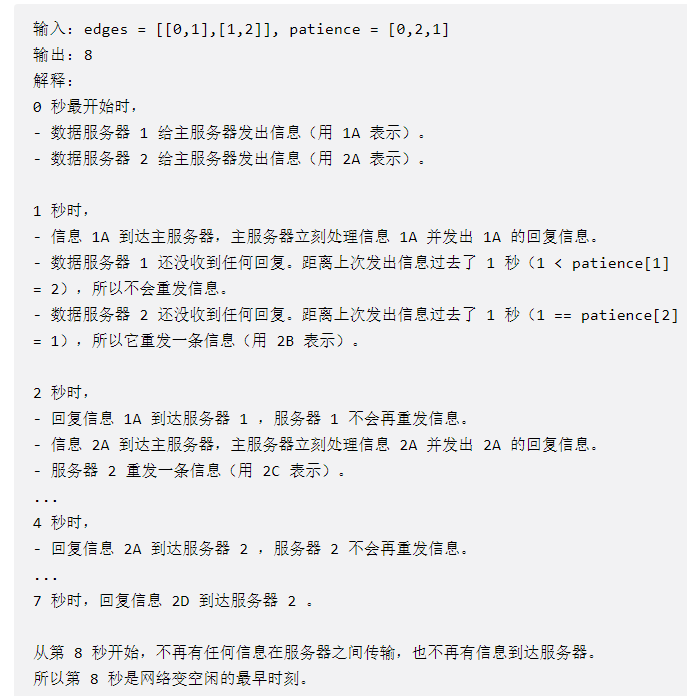 输入：edges = [[0,1],[1,2]], patience = [0,2,1]
输出：8
解释：
0 秒最开始时，
- 数据服务器 1 给主服务器发出信息（用 1A 表示）。
- 数据服务器 2 给主服务器发出信息（用 2A 表示）。
1 秒时，
- 信息 1A 到达主服务器，主服务器立刻处理信息 1A 并发出 1A 的回复信息。
- 数据服务器 1 还没收到任何回复。距离上次发出信息过去了 1 秒（1 < patience[1]
= 2），所以不会重发信息。
- 数据服务器 2 还没收到任何回复。距离上次发出信息过去了 1 秒（1 == patience[2]
= 1），所以它重发一条信息（用 2B 表示）。
2 秒时，
- 回复信息 1A 到达服务器 1 ，服务器 1 不会再重发信息。
- 信息 2A 到达主服务器，主服务器立刻处理信息 2A 并发出 2A 的回复信息。
- 服务器 2 重发一条信息（用 2C 表示）。
...
4 秒时，
- 回复信息 2A 到达服务器 2 ，服务器 2 不会再重发信息。
...
7 秒时，回复信息 2D 到达服务器 2 。
从第 8 秒开始，不再有任何信息在服务器之间传输，也不再有信息到达服务器。
所以第 8 秒是网络变空闲的最早时刻。